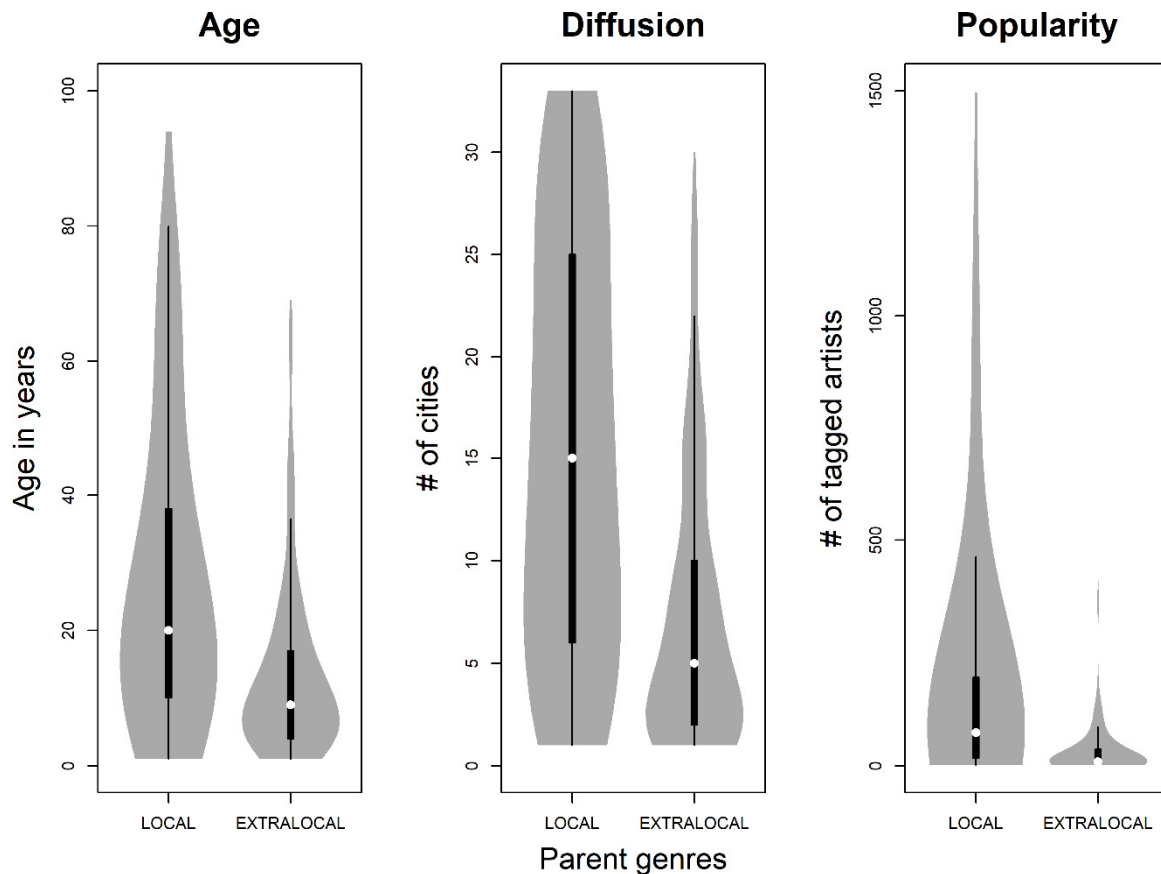 Age
Diffusion
Popularity
Age in years
0
20
40
60
80
100
LOCAL
EXTRALOCAL
# of cities
0
5
10
15
20
25
30
LOCAL
EXTRALOCAL
# of tagged artists
0
500
1000
1500
LOCAL
EXTRALOCAL
Parent genres